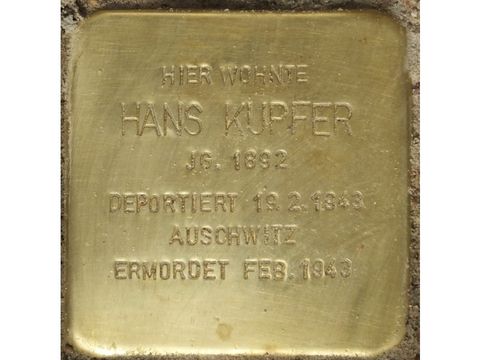 HIER WOHNTE
HANS KUPFER
JG. 1892
DEPORTIERT 19.2.1943
AUSCHWITZ
ERMORDET FEB. 1943